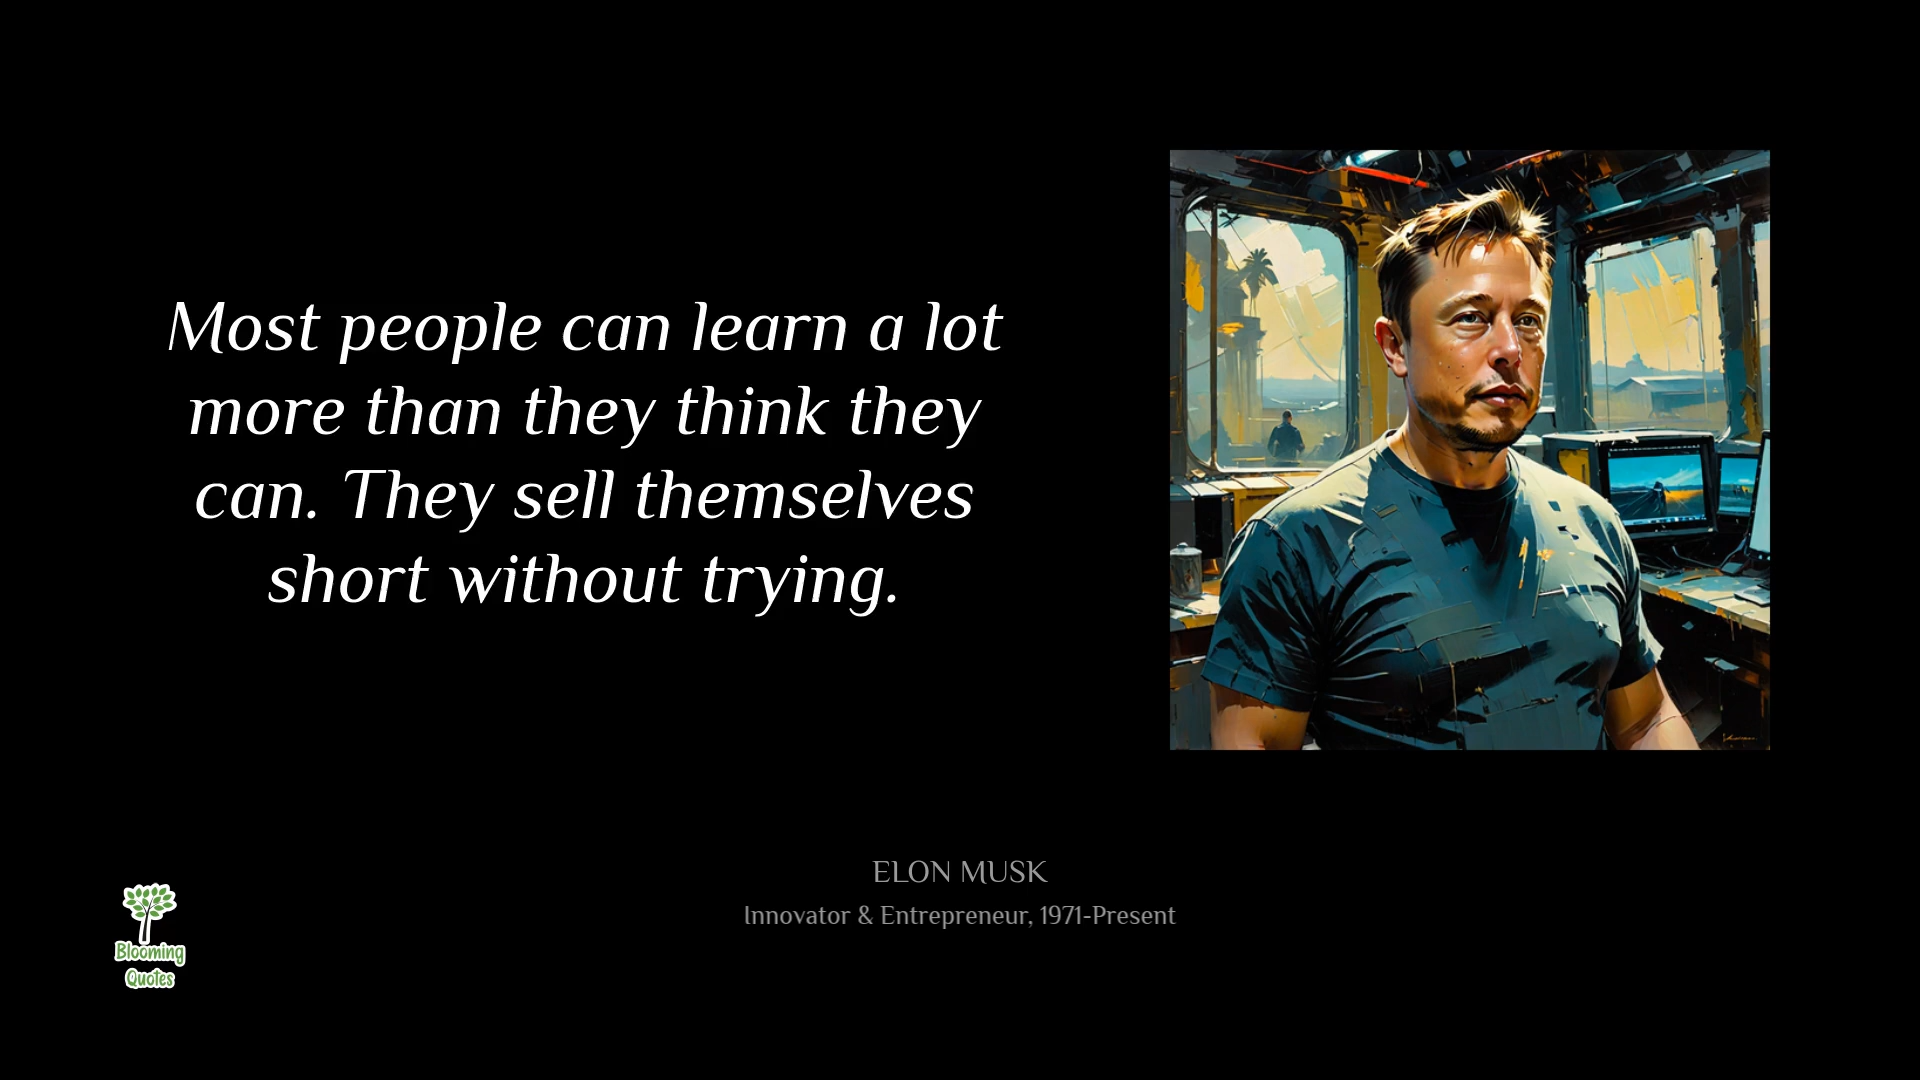 Most people can learn a lot
more than they think they
can. They sell themselves
short without trying.
ELON MUSK
Innovator & Entrepreneur, 1971-Present
Blooming
Quotes